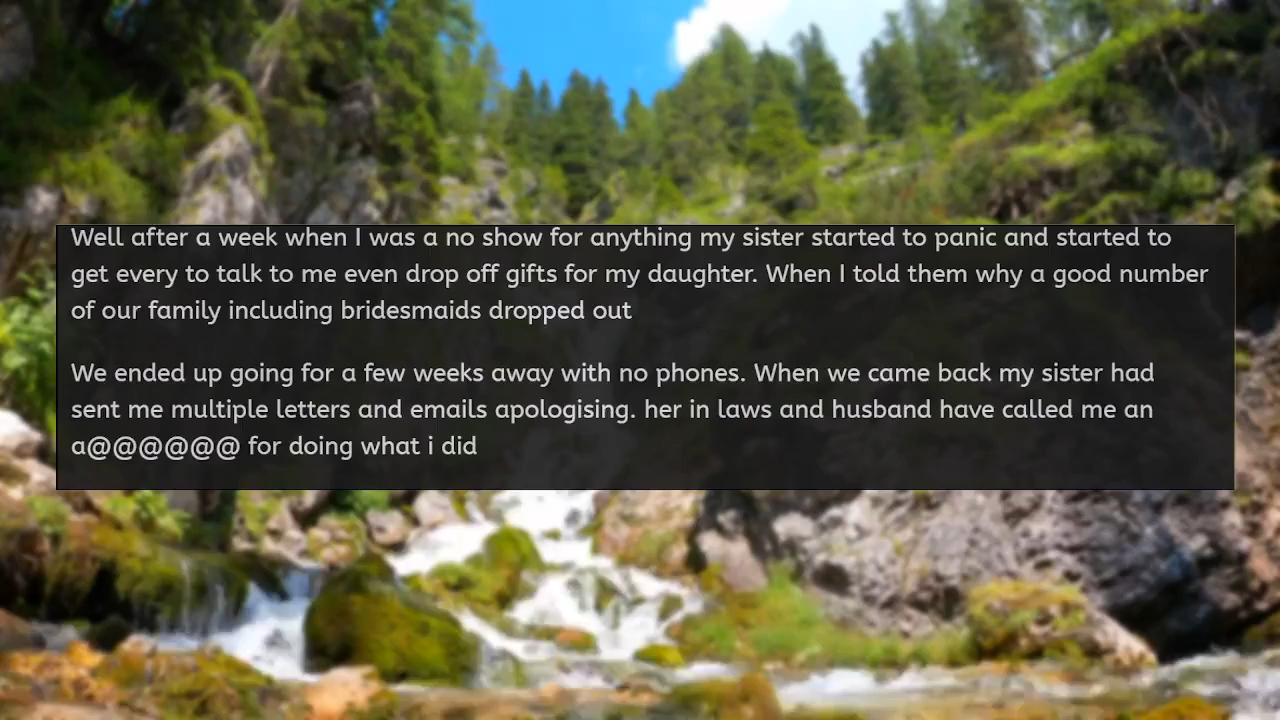 Well after a week when I was a no show for anything my sister started to panic and started to
get every to talk to me even drop off gifts for my daughter. When I told them why a good number
of our family including bridesmaids dropped out
We ended up going for a few weeks away with no phones. When we came back my sister had
sent me multiple letters and emails apologising. her in laws and husband have called me an
a@@@@@@ for doing what i did